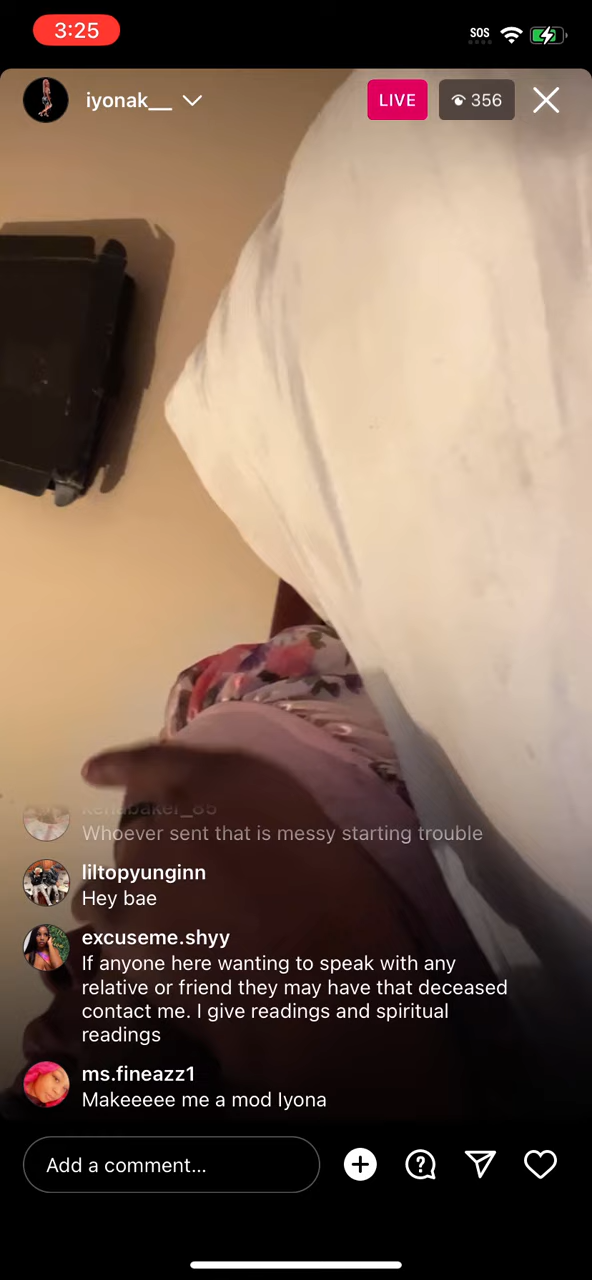 3:25
SOS
iyonak__
LIVE
356
kenabaker_85
Whoever sent that is messy starting trouble
liltopyunginn
Hey bae
excuseme.shyy
If anyone here wanting to speak with any
relative or friend they may have that deceased
contact me. I give readings and spiritual
readings
ms.fineazz1
Makeeeee me a mod Iyona
Add a comment...